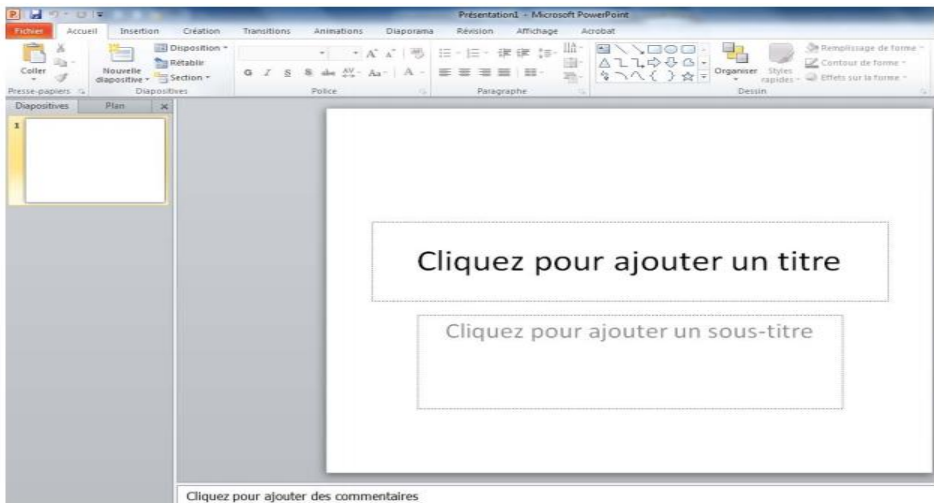 Présentation1 - Microsoft PowerPoint
Fichier Accueil Insertion Création Transitions Animations Diaporama Révision Affichage Acrobat
Coller
Nouvelle diapositive
Disposition
Rétablir
Section
G I S S abc AV Aa A
Organiser
Styles rapides
Remplissage de forme
Contour de forme
Effets sur la forme
Presse-papiers Diapositives Police Paragraphe Dessin
Diapositives Plan
1
Cliquez pour ajouter un titre
Cliquez pour ajouter un sous-titre
Cliquez pour ajouter des commentaires